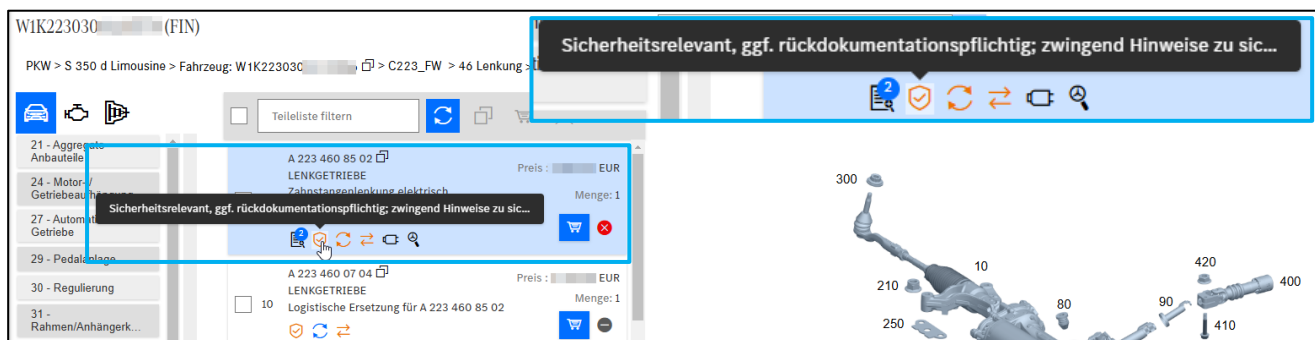 W1K223030 (FIN)
Sicherheitsrelevant, ggf. rückdokumentationspflichtig; zwingend Hinweise zu sic...
PKW > S 350 d Limousine > Fahrzeug: W1K223030 > C223_FW > 46 Lenkung >
2
Teileliste filtern
21 - Aggregate-
Anbauteile
24 - Motor-/
Getriebeaufhängung
27 - Automatisches
Getriebe
29 - Pedalanlage
30 - Regulierung
31 -
Rahmen/Anhängerk...
A 223 460 85 02
LENKGETRIEBE
Zahnstangenlenkung elektrisch
Preis : EUR
Menge: 1
Sicherheitsrelevant, ggf. rückdokumentationspflichtig; zwingend Hinweise zu sic...
2
A 223 460 07 04
10
LENKGETRIEBE
Logistische Ersetzung für A 223 460 85 02
Preis : EUR
Menge: 1
300
10
210
250
80
90
420
400
410